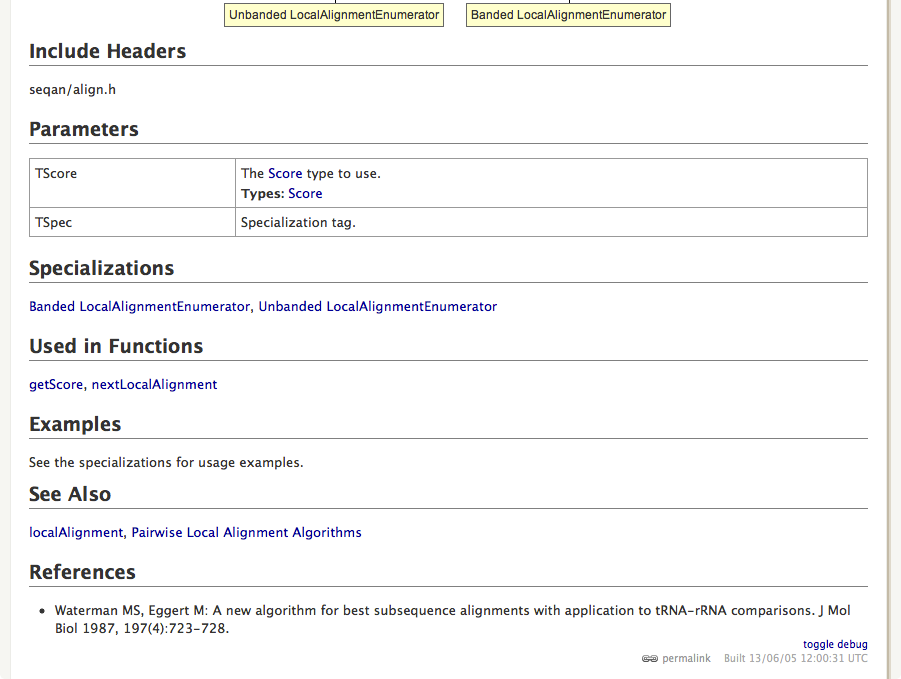 Unbanded LocalAlignmentEnumerator Banded LocalAlignmentEnumerator
Include Headers
seqan/align.h
Parameters
TScore The Score type to use.
Types: Score
TSpec Specialization tag.
Specializations
Banded LocalAlignmentEnumerator, Unbanded LocalAlignmentEnumerator
Used in Functions
getScore, nextLocalAlignment
Examples
See the specializations for usage examples.
See Also
localAlignment, Pairwise Local Alignment Algorithms
References
• Waterman MS, Eggert M: A new algorithm for best subsequence alignments with application to tRNA-rRNA comparisons. J Mol
Biol 1987, 197(4):723-728.
toggle debug
permalink Built 13/06/05 12:00:31 UTC